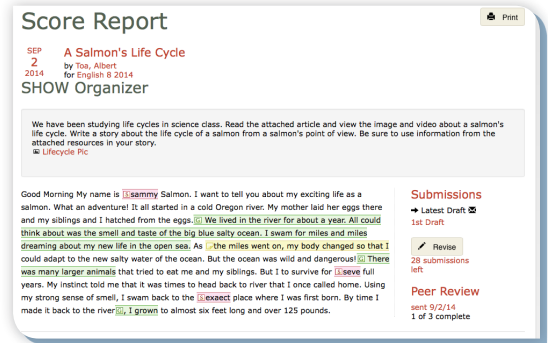 Score Report
Print
SEP
2
2014
A Salmon's Life Cycle
by Toa, Albert
for English 8 2014
SHOW Organizer
We have been studying life cycles in science class. Read the attached article and view the image and video about a salmon's
life cycle. Write a story about the life cycle of a salmon from a salmon's point of view. Be sure to use information from the
attached resources in your story.
Lifecycle Pic
Good Morning My name is S sammy Salmon. I want to tell you about my exciting life as a
salmon. What an adventure! It all started in a cold Oregon river. My mother laid her eggs there
and my siblings and I hatched from the eggs. G We lived in the river for about a year. All could
think about was the smell and taste of the big blue salty ocean. I swam for miles and miles
dreaming about my new life in the open sea. As the miles went on, my body changed so that I
could adapt to the new salty water of the ocean. But the ocean was wild and dangerous! G There
was many larger animals that tried to eat me and my siblings. But I to survive for S seve full
years. My instinct told me that it was times to head back to river that I once called home. Using
my strong sense of smell, I swam back to the S exaect place where I was first born. By time I
made it back to the river G , I grown to almost six feet long and over 125 pounds.
Submissions
Latest Draft
1st Draft
Revise
28 submissions
left
Peer Review
sent 9/2/14
1 of 3 complete